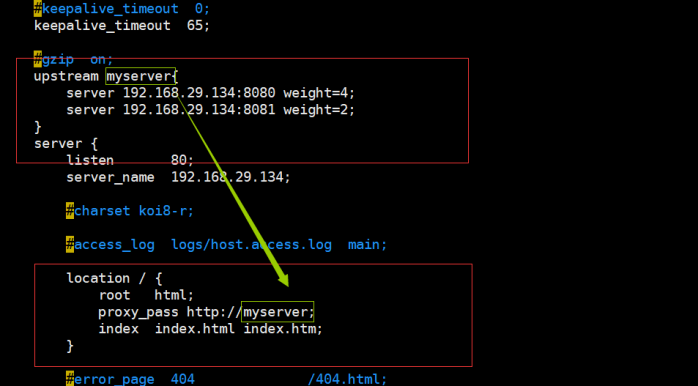 #keepalive_timeout  0;
keepalive_timeout  65;
#gzip  on;
upstream myserver{
    server 192.168.29.134:8080 weight=4;
    server 192.168.29.134:8081 weight=2;
}
server {
    listen       80;
    server_name  192.168.29.134;
    #charset koi8-r;
    #access_log  logs/host.access.log  main;
    location / {
        root   html;
        proxy_pass http://myserver;
        index  index.html index.htm;
    }
    #error_page  404              /404.html;